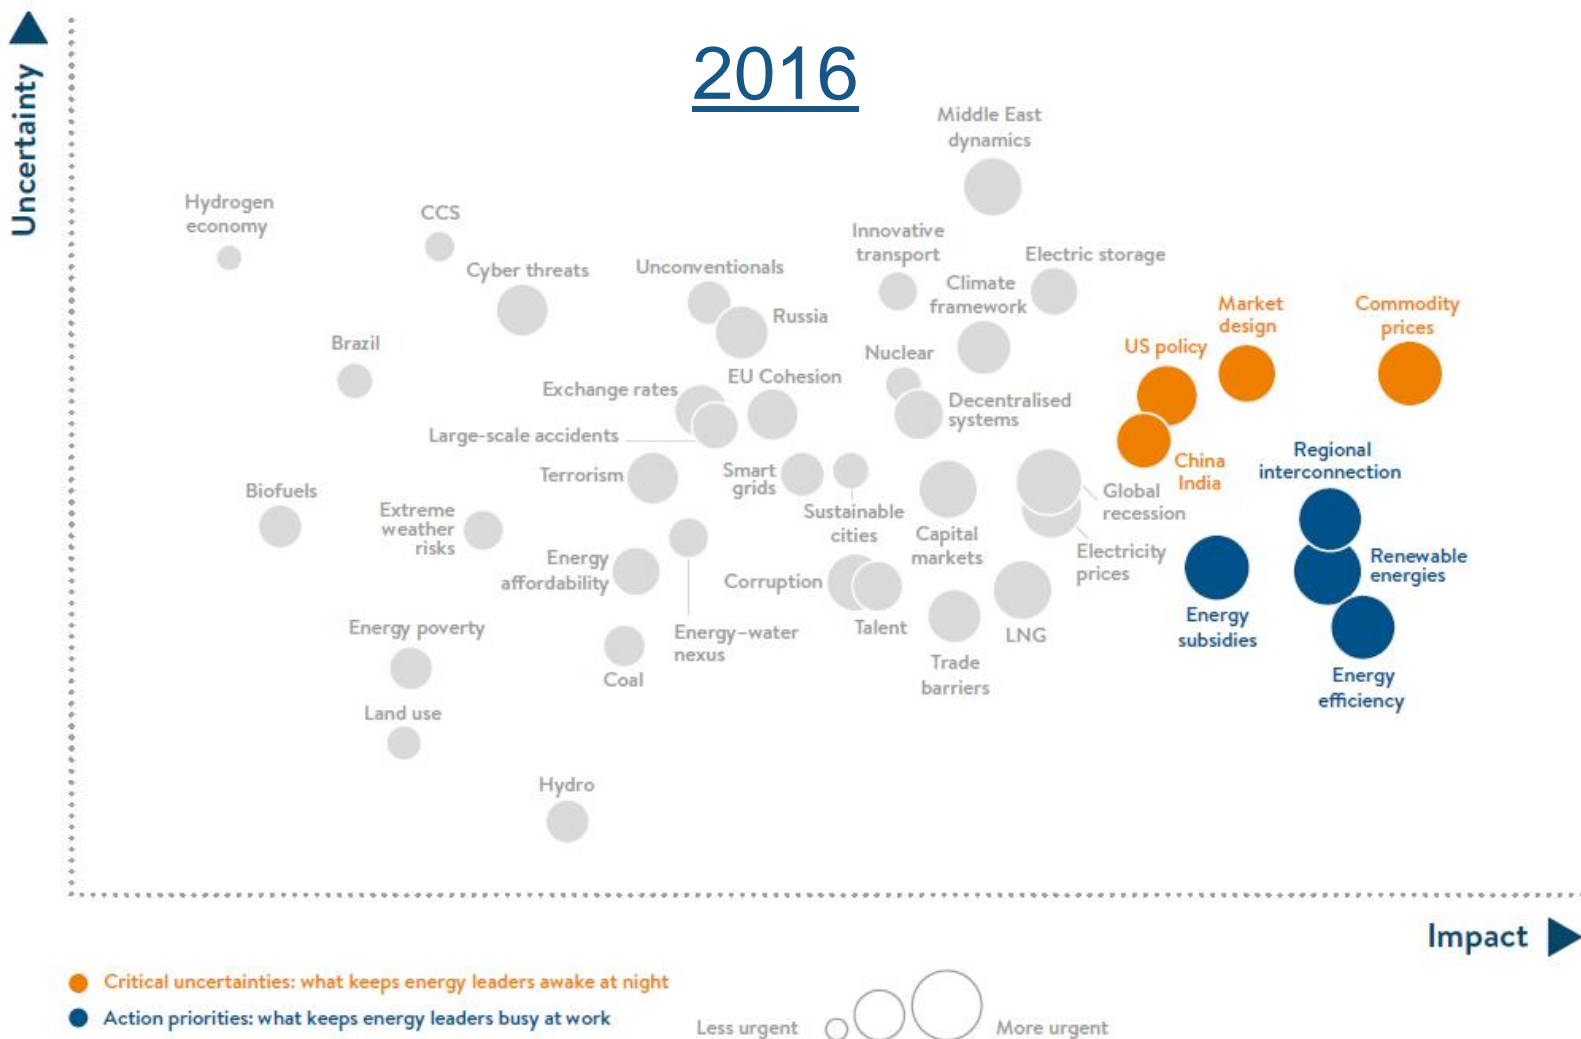 2016
Uncertainty
Middle East
dynamics
Hydrogen
economy
CCS
Cyber threats
Unconventionals
Innovative
transport
Electric storage
Climate
framework
Russia
Market
design
Commodity
prices
US policy
Brazil
Nuclear
Exchange rates
EU Cohesion
Decentralised
systems
Large-scale accidents
Terrorism
Smart
grids
China
India
Regional
interconnection
Biofuels
Extreme
weather
risks
Sustainable
cities
Capital
markets
Global
recession
Electricity
prices
Energy
affordability
Corruption
Renewable
energies
Energy
subsidies
Energy poverty
Energy–water
nexus
Talent
LNG
Coal
Trade
barriers
Energy
efficiency
Land use
Hydro
Impact
Critical uncertainties: what keeps energy leaders awake at night
Action priorities: what keeps energy leaders busy at work
Less urgent
More urgent